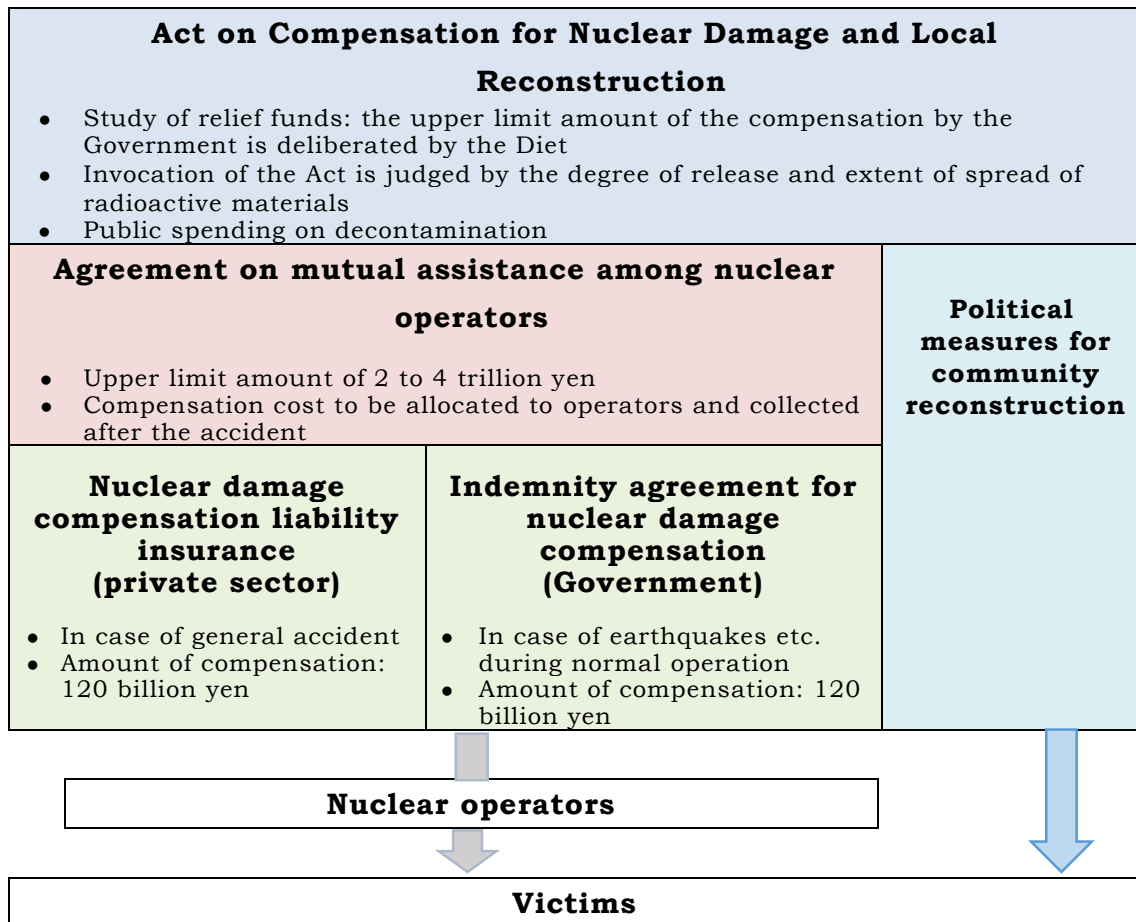 Act on Compensation for Nuclear Damage and Local
Reconstruction
● Study of relief funds: the upper limit amount of the compensation by the
Government is deliberated by the Diet
● Invocation of the Act is judged by the degree of release and extent of spread of
radioactive materials
● Public spending on decontamination
Agreement on mutual assistance among nuclear
operators
● Upper limit amount of 2 to 4 trillion yen
● Compensation cost to be allocated to operators and collected
after the accident
Political
measures for
community
reconstruction
Nuclear damage
compensation liability
insurance
(private sector)
● In case of general accident
● Amount of compensation:
120 billion yen
Indemnity agreement for
nuclear damage
compensation
(Government)
● In case of earthquakes etc.
during normal operation
● Amount of compensation: 120
billion yen
Nuclear operators
Victims